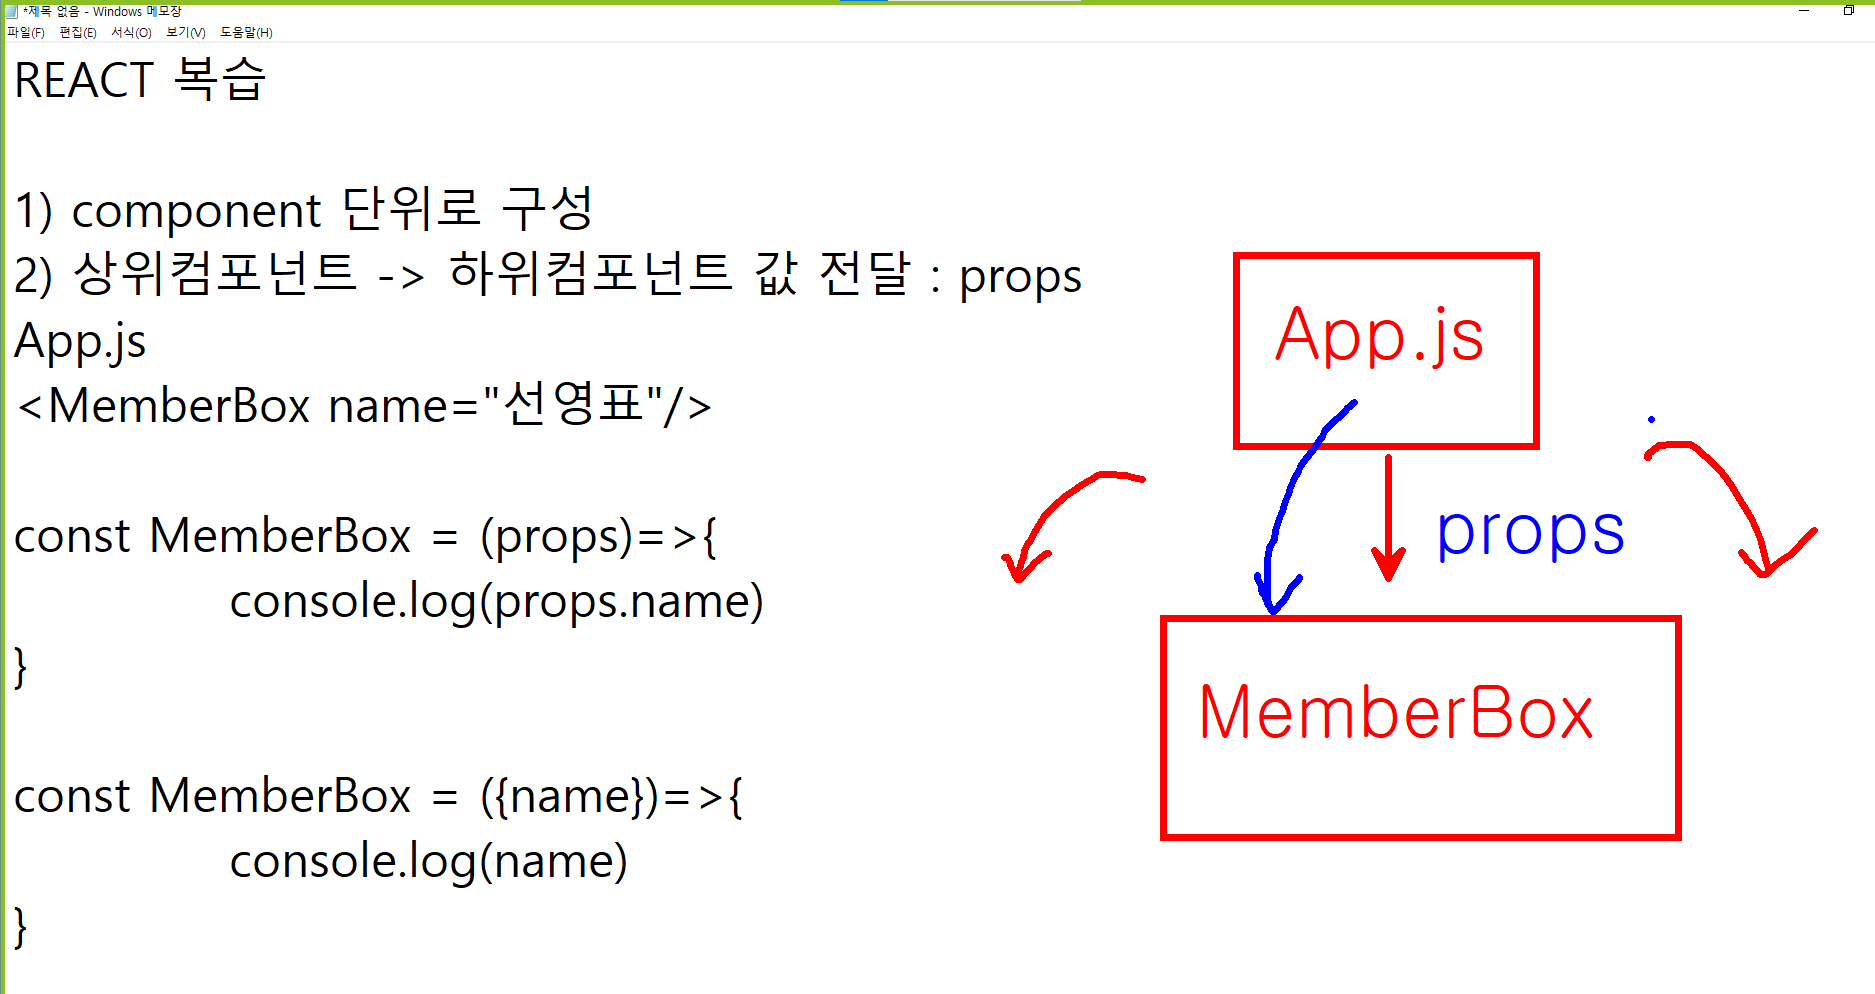 *제목 없음 - Windows 메모장
파일(F) 편집(E) 서식(O) 보기(V) 도움말(H)
REACT 복습
1) component 단위로 구성
2) 상위컴포넌트 -> 하위컴포넌트 값 전달 : props
App.js
<MemberBox name="선영표"/>
const MemberBox = (props)=>{
console.log(props.name)
}
const MemberBox = ({name})=>{
console.log(name)
}
App.js
props
MemberBox